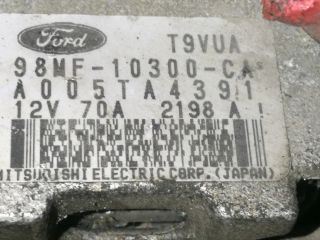 Ford
T9VUA
98MF-10300-CA
A005TA4391
12V 70A 2198 A !
MITSUBISHI ELECTRIC CORP. (JAPAN)